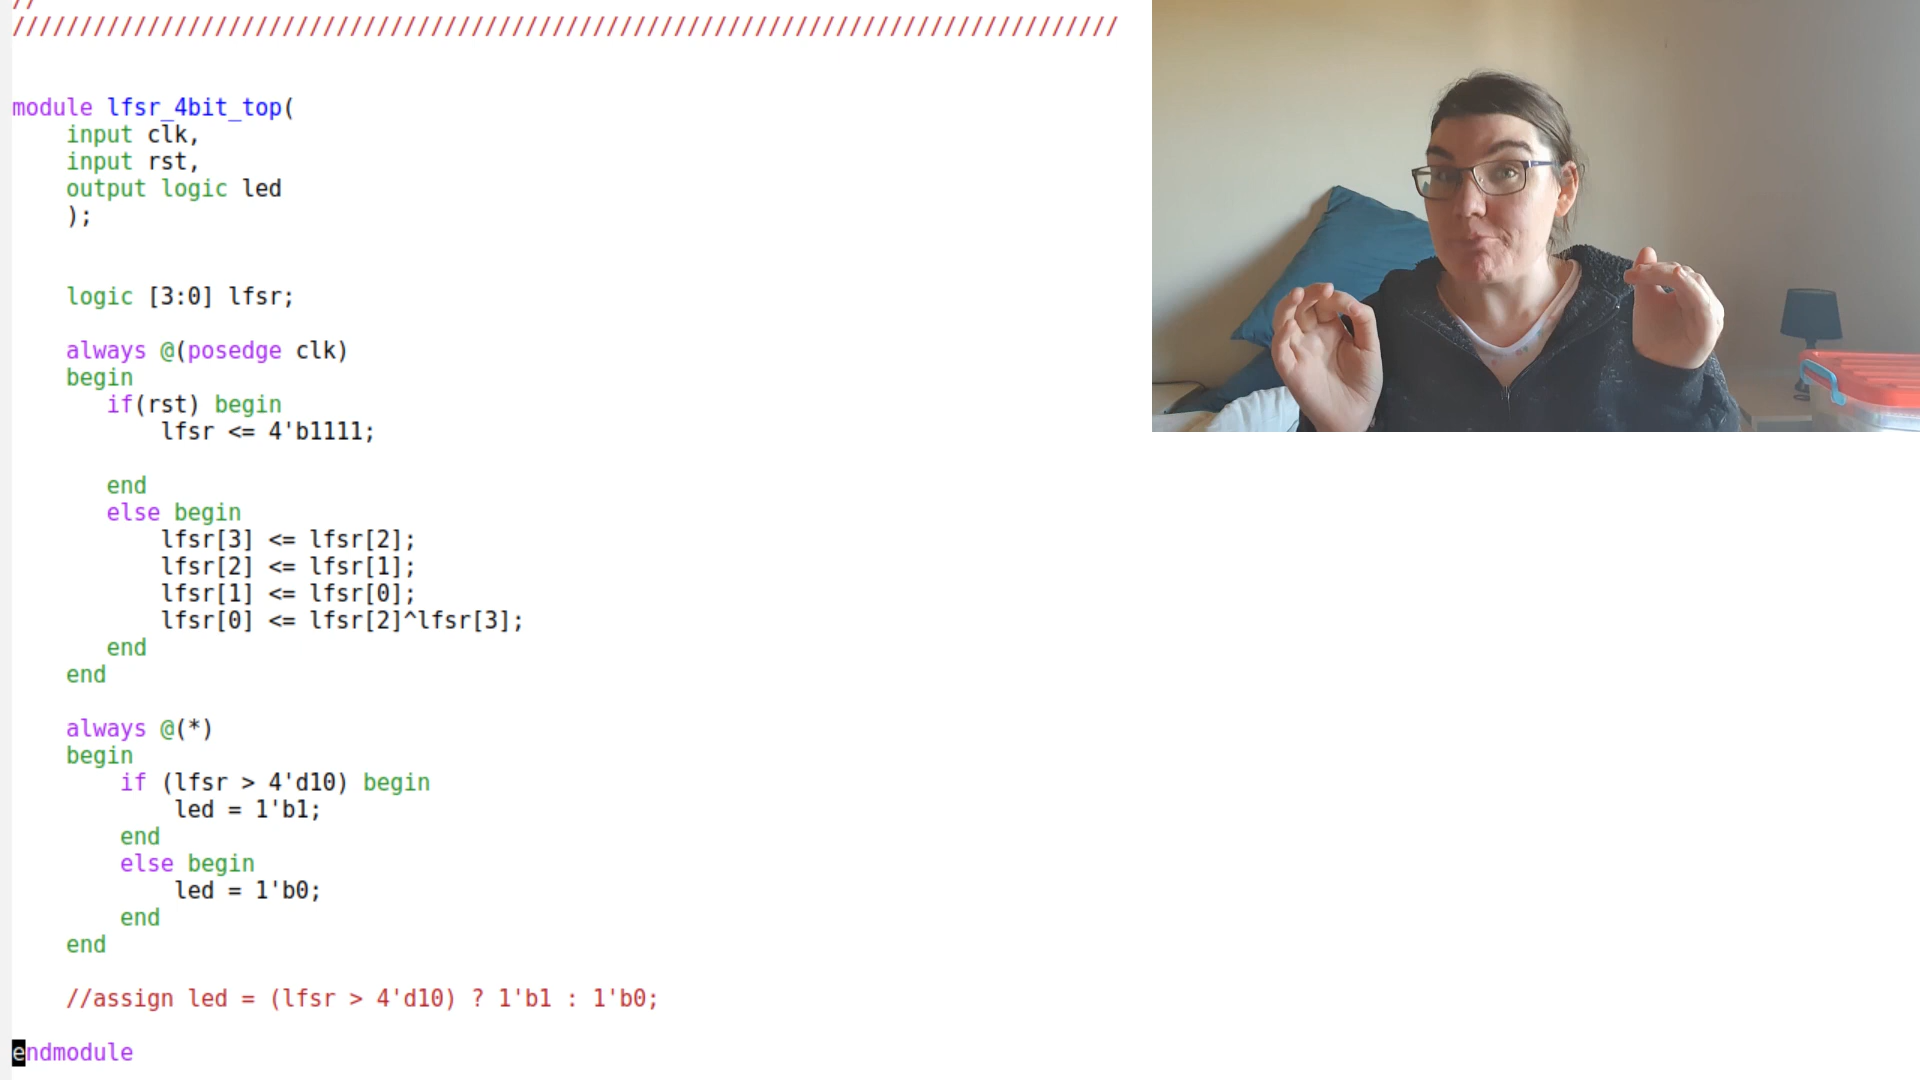 //
//////////////////////////////////////////////////////////////////////////////////
module lfsr_4bit_top(
    input clk,
    input rst,
    output logic led
    );
    logic [3:0] lfsr;
    always @(posedge clk)
    begin
       if(rst) begin
           lfsr <= 4'b1111;
       end
       else begin
           lfsr[3] <= lfsr[2];
           lfsr[2] <= lfsr[1];
           lfsr[1] <= lfsr[0];
           lfsr[0] <= lfsr[2]^lfsr[3];
       end
    end
    always @(*)
    begin
        if (lfsr > 4'd10) begin
            led = 1'b1;
        end
        else begin
            led = 1'b0;
        end
    end
    //assign led = (lfsr > 4'd10) ? 1'b1 : 1'b0;
endmodule